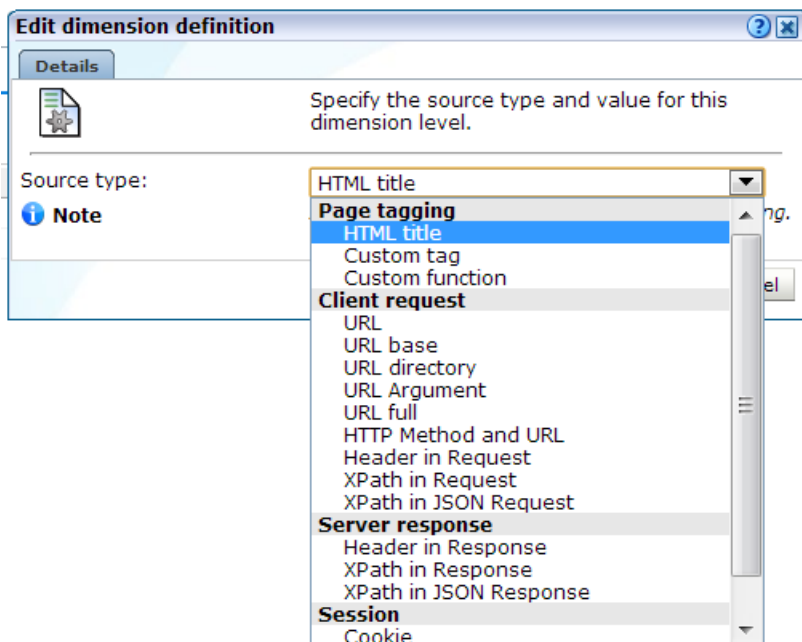 Edit dimension definition
Details
Specify the source type and value for this
dimension level.
Source type:
HTML title
Note
ng.
Page tagging
HTML title
Custom tag
Custom function
el
Client request
URL
URL base
URL directory
URL Argument
URL full
HTTP Method and URL
Header in Request
XPath in Request
XPath in JSON Request
Server response
Header in Response
XPath in Response
XPath in JSON Response
Session
Cookie